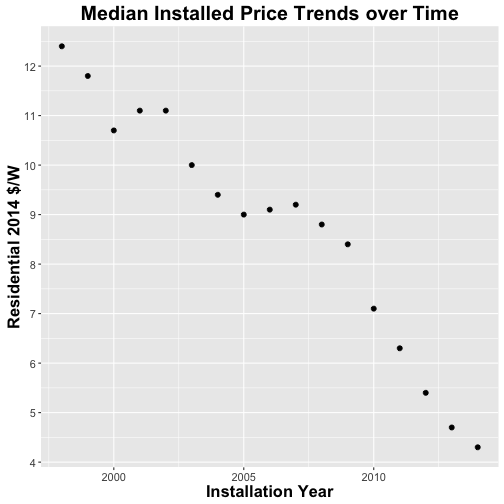 Median Installed Price Trends over Time
Residential 2014 $/W
12
11
10
9
8
7
6
5
4
2000 2005 2010
Installation Year